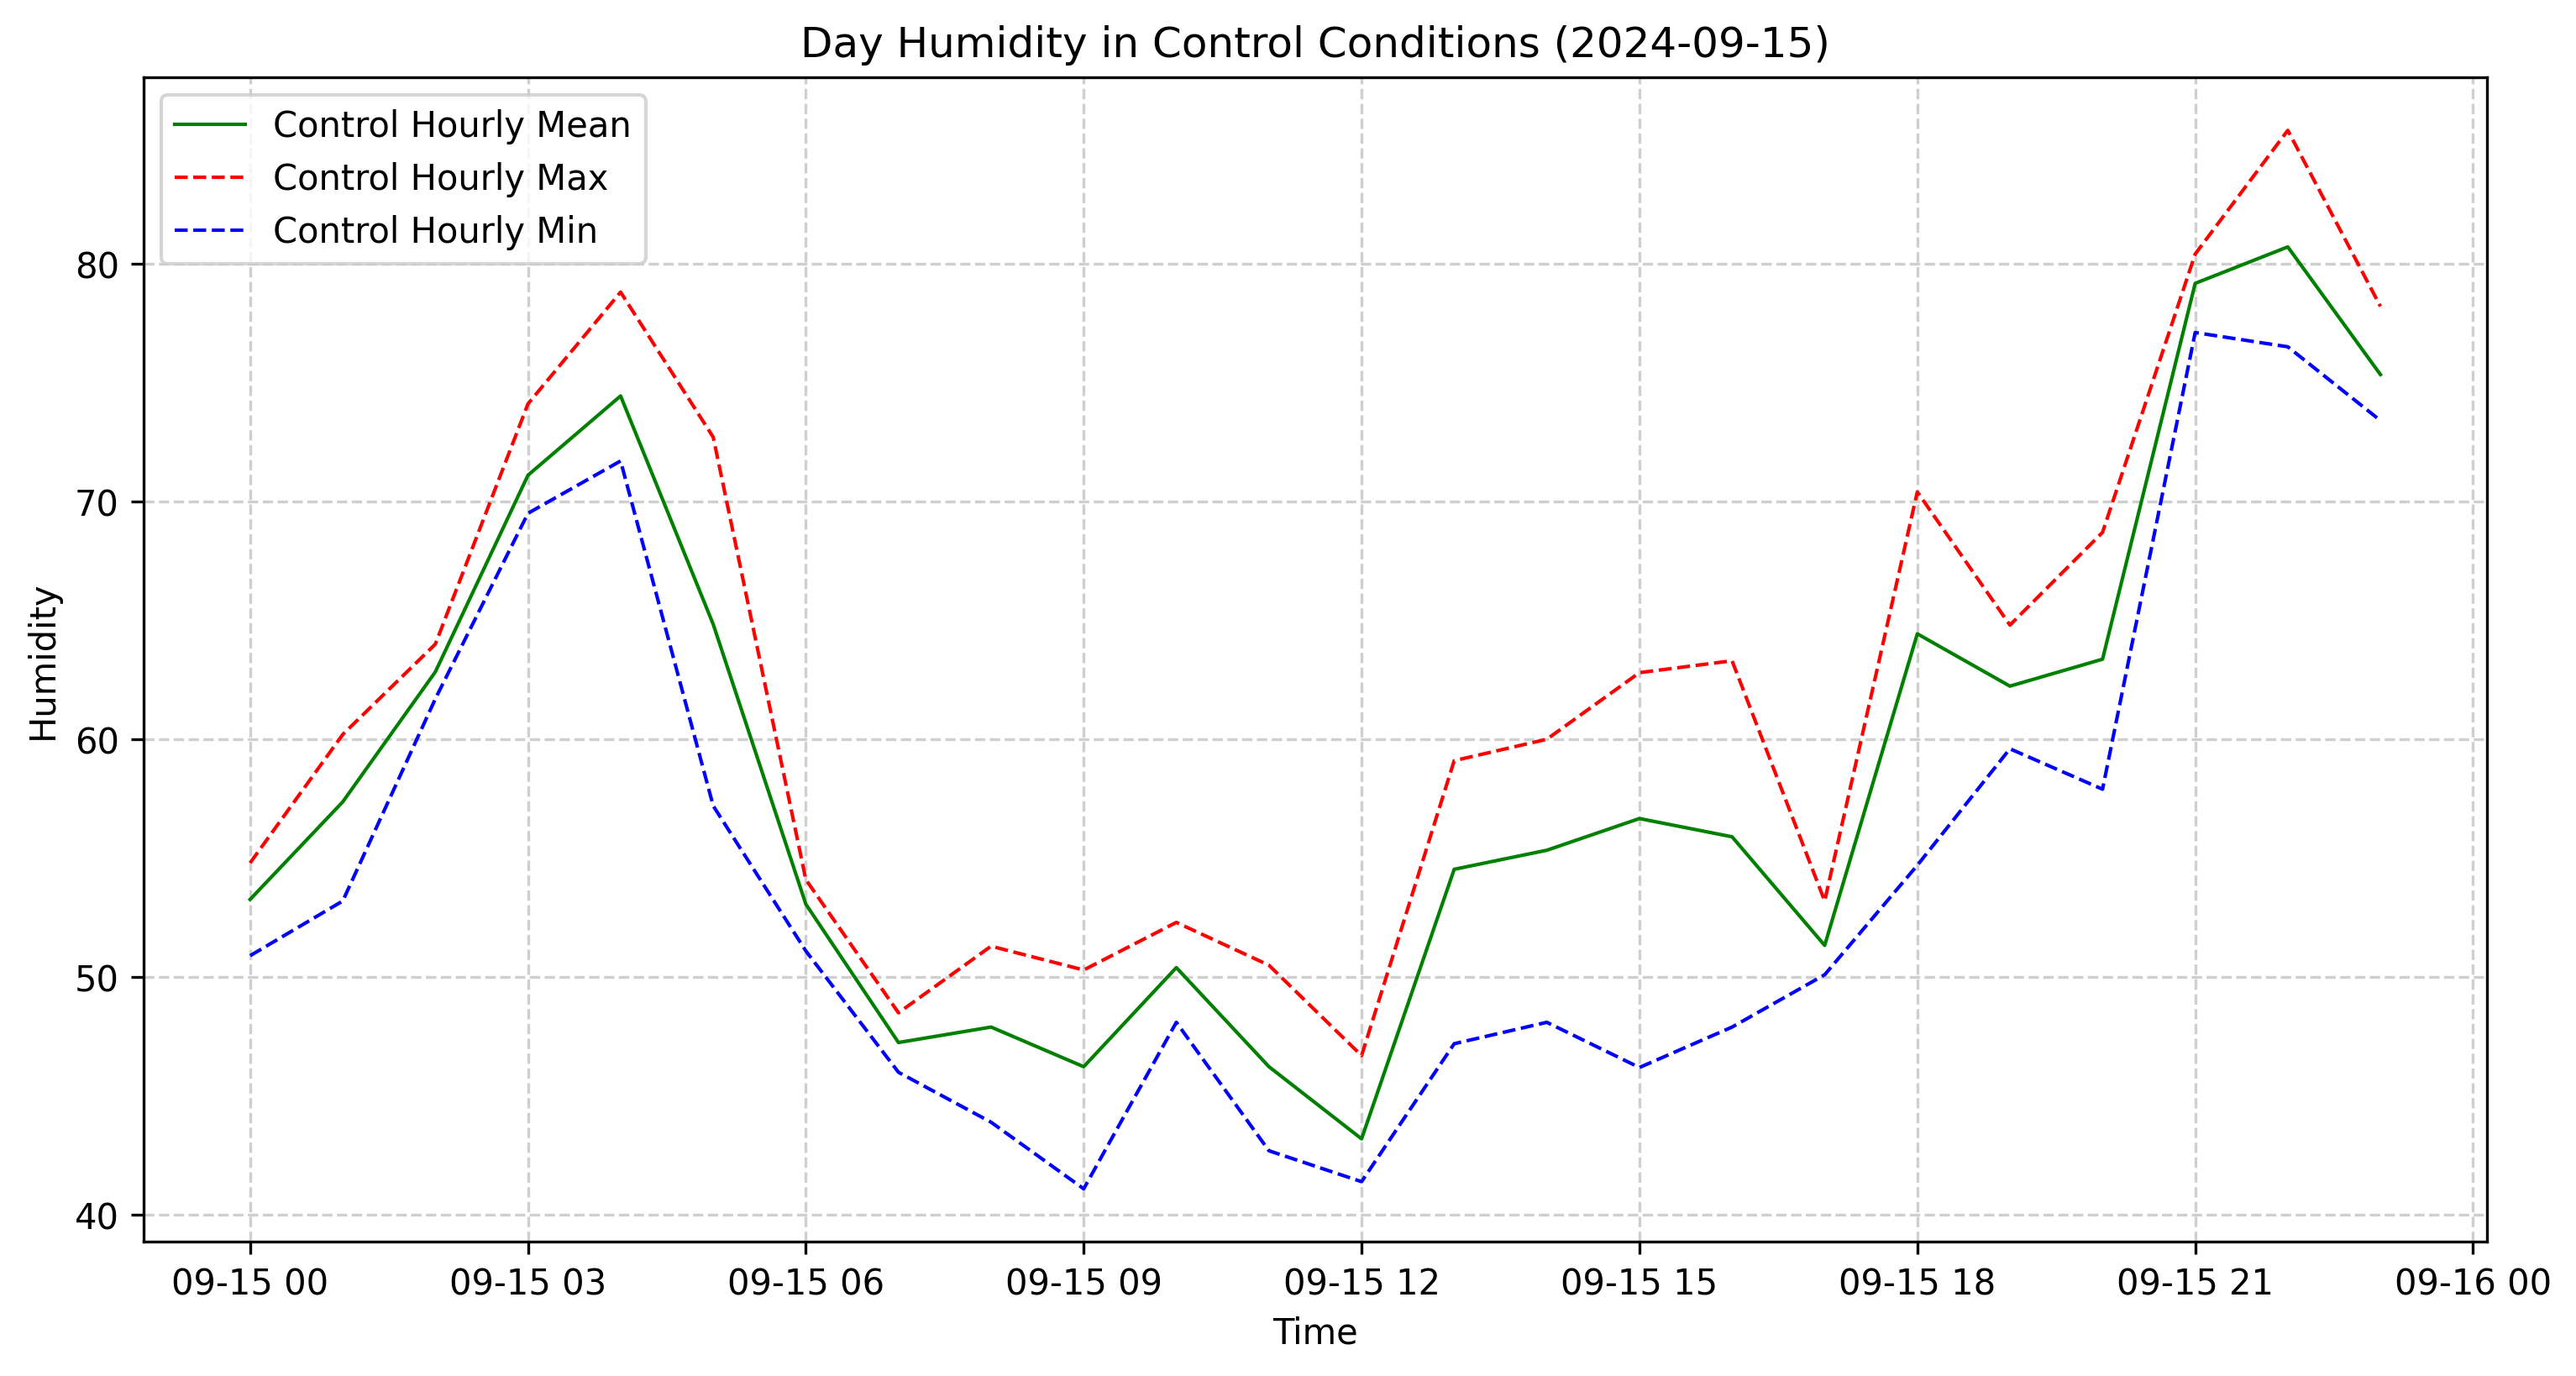 Day Humidity in Control Conditions (2024-09-15)
Control Hourly Mean
Control Hourly Max
Control Hourly Min
Humidity
80
70
60
50
40
09-15 00 09-15 03 09-15 06 09-15 09 09-15 12 09-15 15 09-15 18 09-15 21 09-16 00
Time